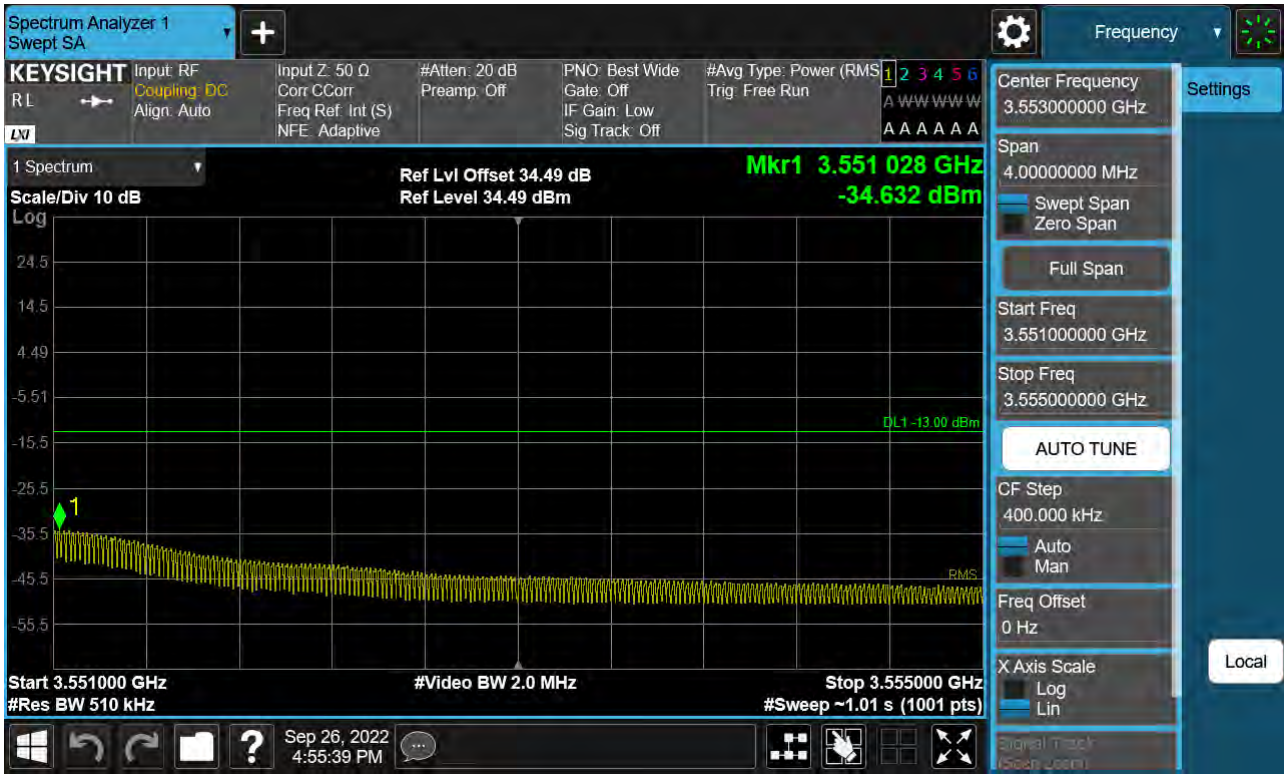 Spectrum Analyzer 1
Swept SA
+
Frequency
KEYSIGHT
RL
LXI
Input: RF
Coupling: DC
Align: Auto
Input Z: 50 Ω
Corr CCorr
Freq Ref: Int (S)
NFE: Adaptive
#Atten: 20 dB
Preamp: Off
PNO: Best Wide
Gate: Off
IF Gain: Low
Sig Track: Off
#Avg Type: Power (RMS
Trig: Free Run
1 2 3 4 5 6
A W W W W W
A A A A A A
1 Spectrum
Scale/Div 10 dB
Log
Ref Lvl Offset 34.49 dB
Ref Level 34.49 dBm
Mkr1 3.551 028 GHz
-34.632 dBm
24.5
14.5
4.49
-5.51
DL1 -13.00 dBm
-15.5
-25.5
1
-35.5
-45.5
RMS
-55.5
Start 3.551000 GHz
#Res BW 510 kHz
#Video BW 2.0 MHz
Stop 3.555000 GHz
#Sweep ~1.01 s (1001 pts)
Center Frequency
3.553000000 GHz
Settings
Span
4.00000000 MHz
Swept Span
Zero Span
Full Span
Start Freq
3.551000000 GHz
Stop Freq
3.555000000 GHz
AUTO TUNE
CF Step
400.000 kHz
Auto
Man
Freq Offset
0 Hz
X Axis Scale
Log
Lin
Local
Signal Track
(Span Zoom)
?
Sep 26, 2022
4:55:39 PM